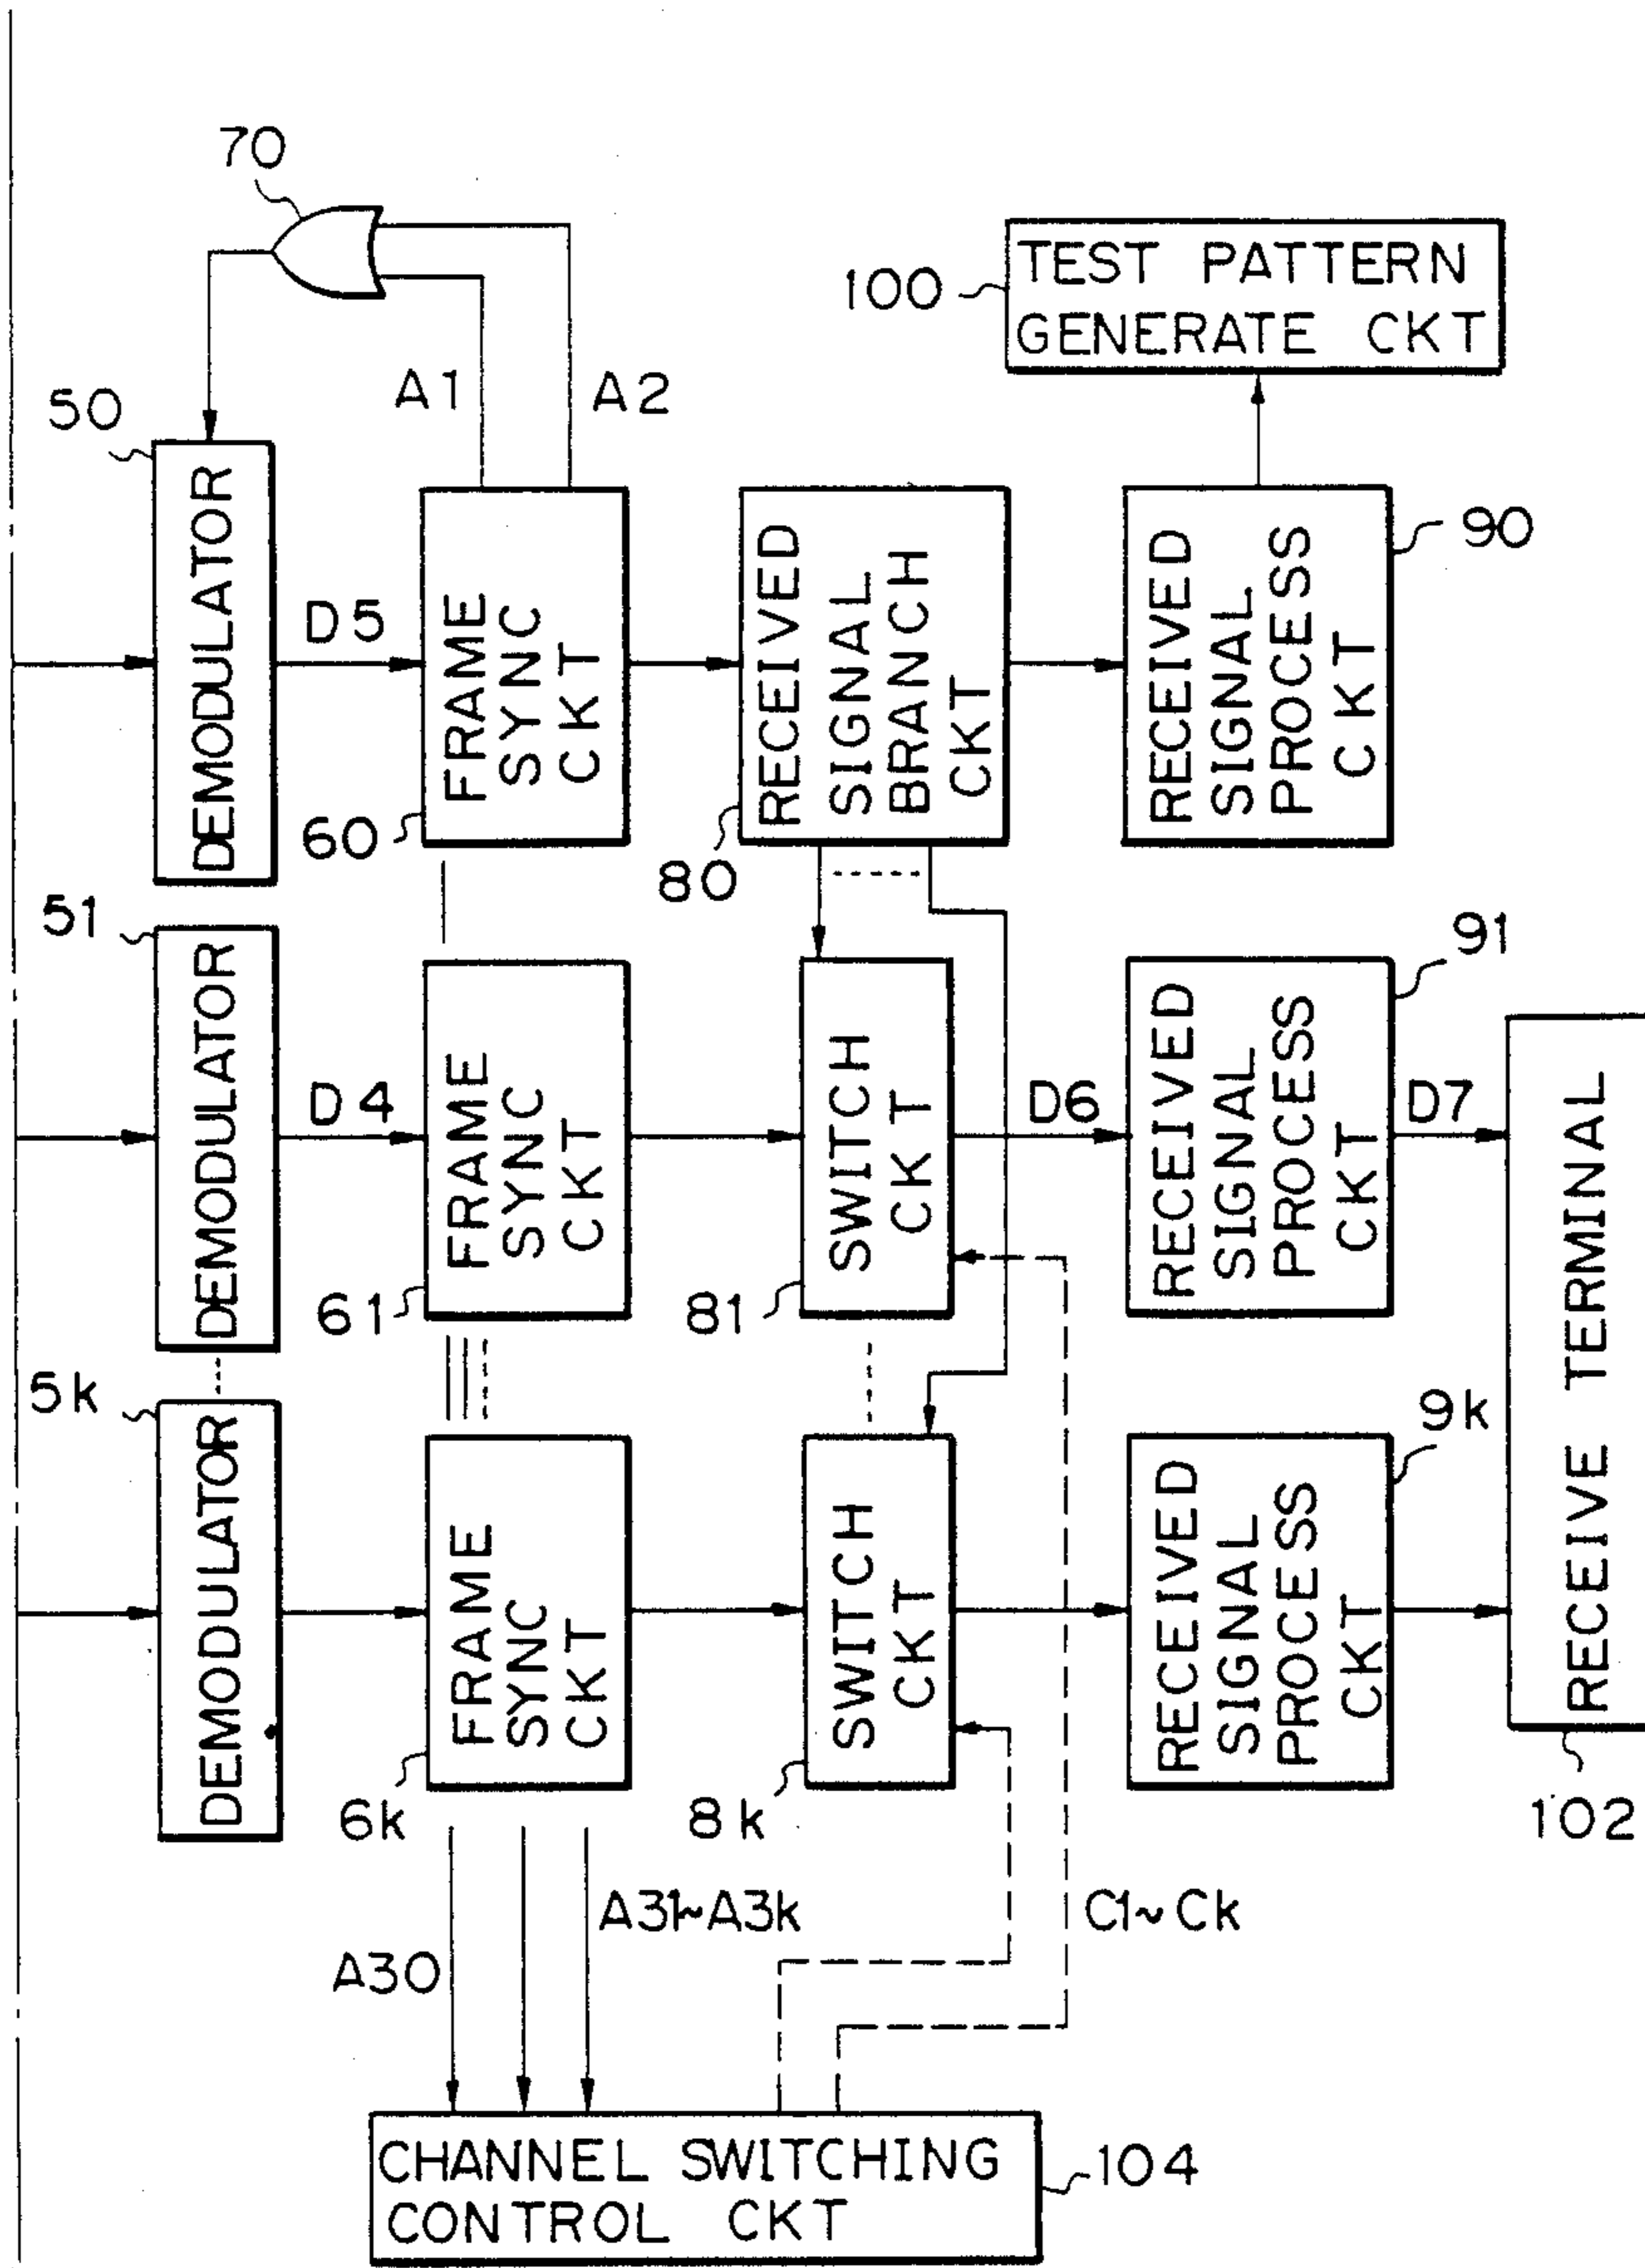 70
TEST PATTERN
GENERATE CKT
100
A1
A2
50
DEMODULATOR
D5
FRAME
SYNC
CKT
60
RECEIVED
SIGNAL
BRANCH
CKT
80
RECEIVED
SIGNAL
PROCESS
CKT
90
51
DEMODULATOR
D4
FRAME
SYNC
CKT
61
SWITCH
CKT
81
D6
RECEIVED
SIGNAL
PROCESS
CKT
91
D7
RECEIVE TERMINAL
102
5k
DEMODULATOR
FRAME
SYNC
CKT
6k
SWITCH
CKT
8k
RECEIVED
SIGNAL
PROCESS
CKT
9k
A30
A31~A3k
C1~Ck
CHANNEL SWITCHING
CONTROL CKT
104